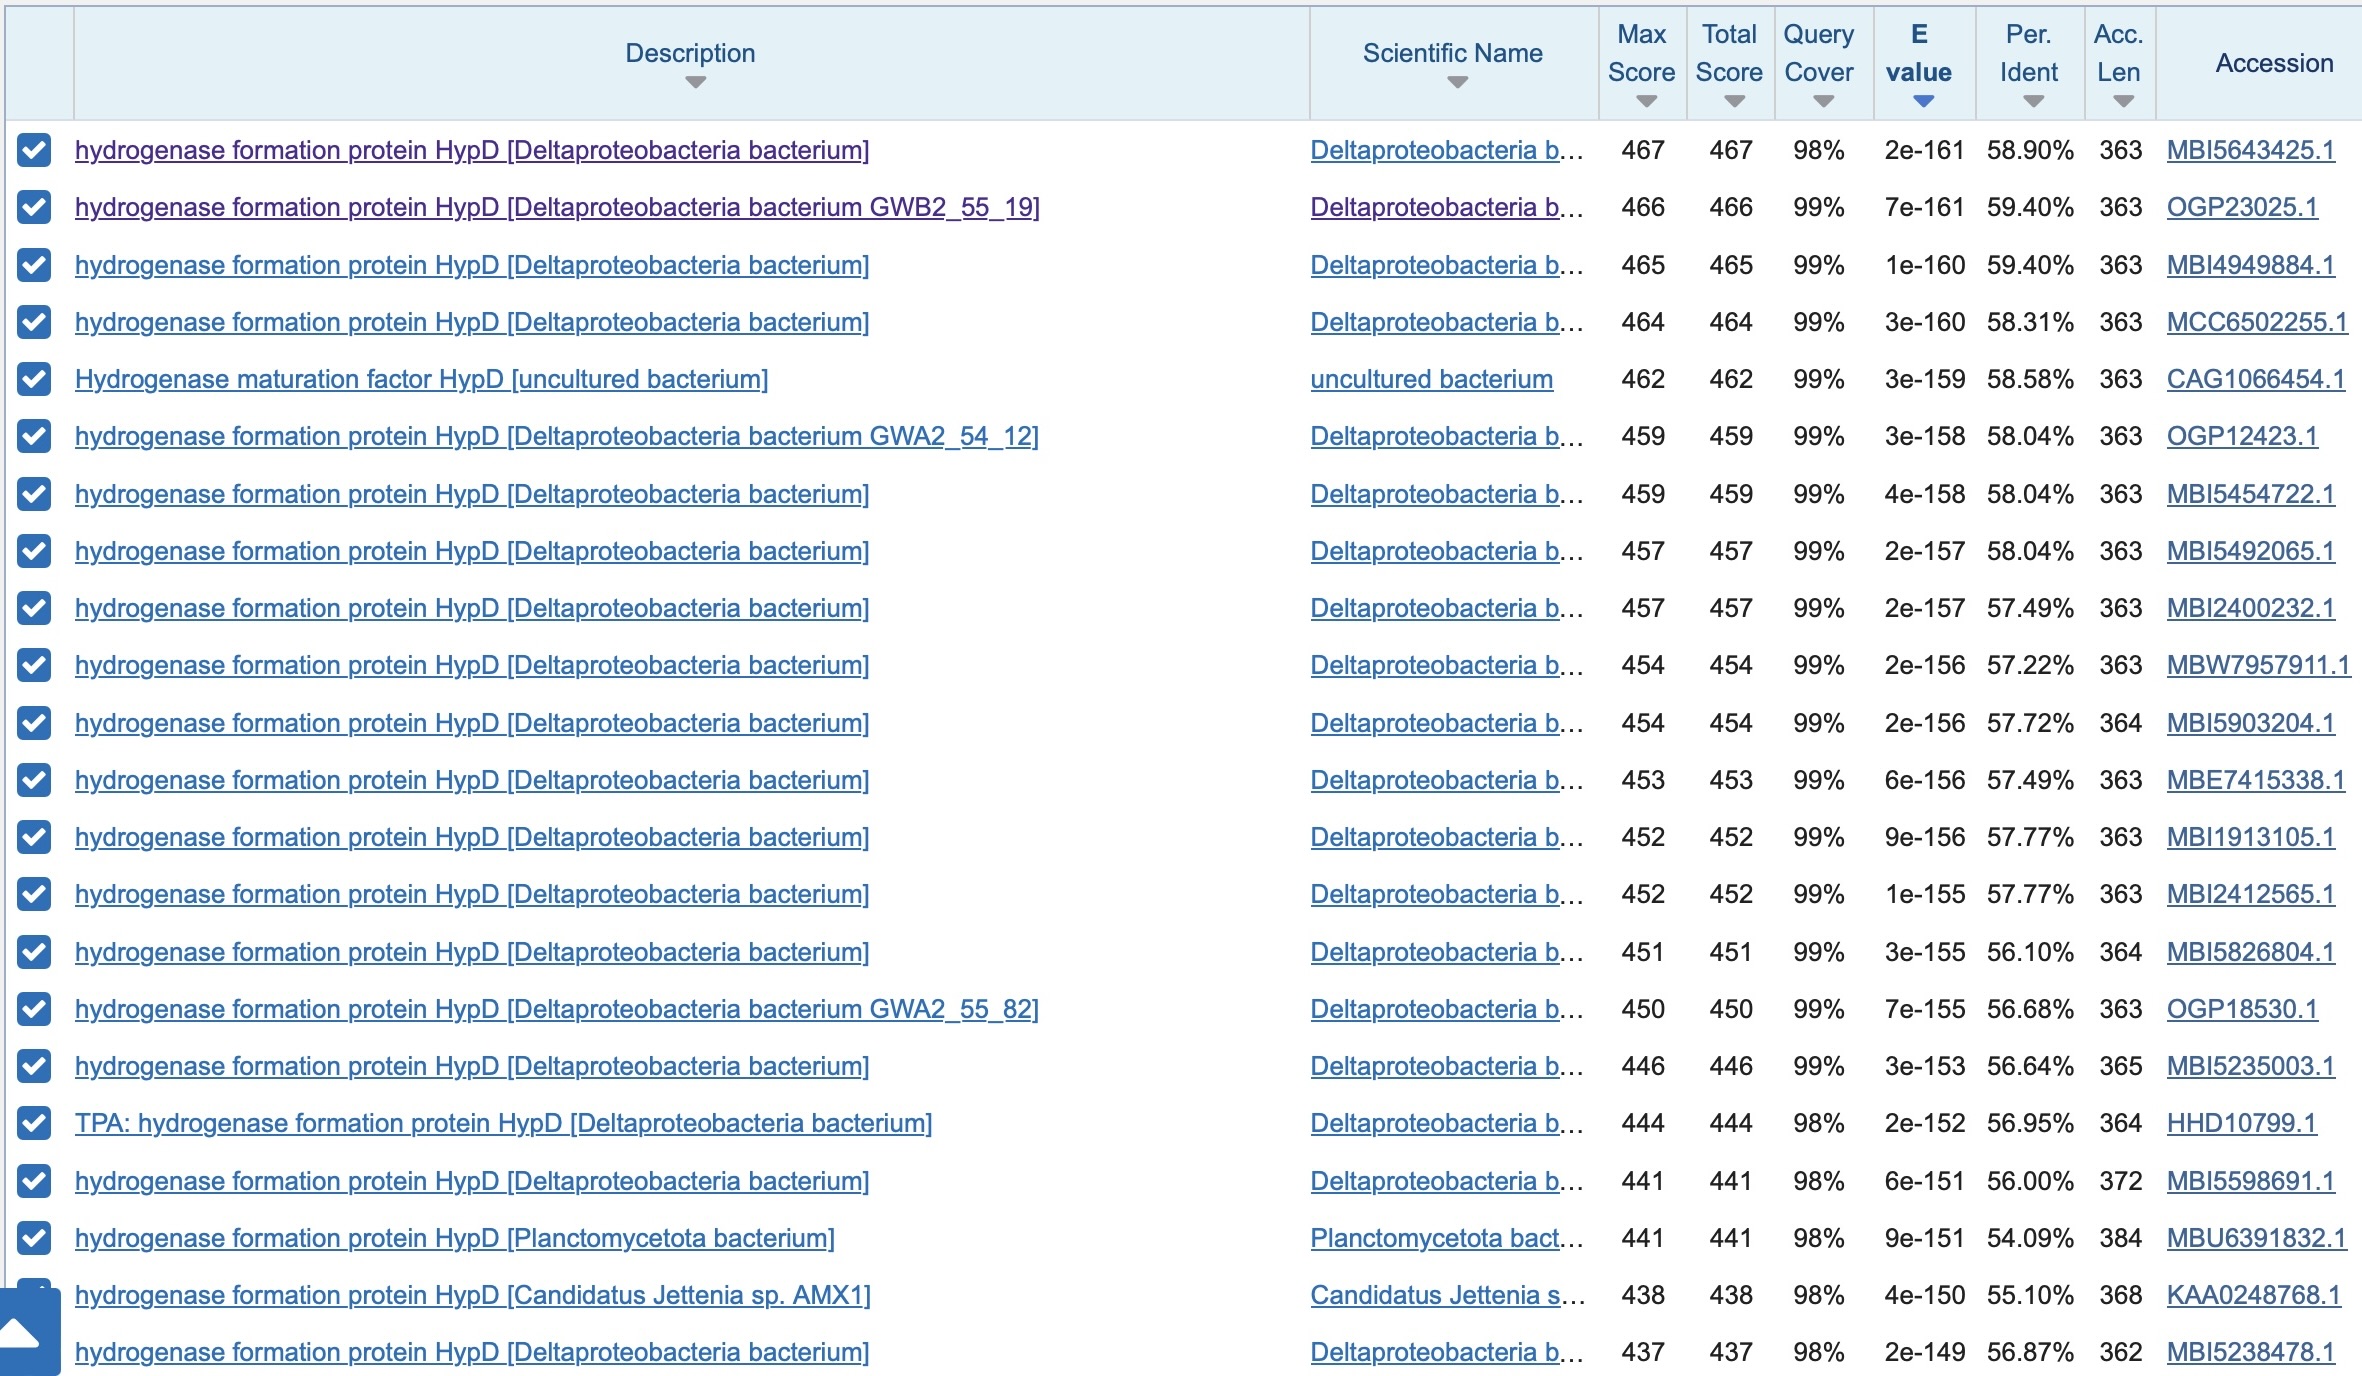 Description Scientific Name Max Score Total Score Query Cover E value Per. Ident Acc. Len Accession
hydrogenase formation protein HypD [Deltaproteobacteria bacterium] Deltaproteobacteria b... 467 467 98% 2e-161 58.90% 363 MBI5643425.1
hydrogenase formation protein HypD [Deltaproteobacteria bacterium GWB2_55_19] Deltaproteobacteria b... 466 466 99% 7e-161 59.40% 363 OGP23025.1
hydrogenase formation protein HypD [Deltaproteobacteria bacterium] Deltaproteobacteria b... 465 465 99% 1e-160 59.40% 363 MBI4949884.1
hydrogenase formation protein HypD [Deltaproteobacteria bacterium] Deltaproteobacteria b... 464 464 99% 3e-160 58.31% 363 MCC6502255.1
Hydrogenase maturation factor HypD [uncultured bacterium] uncultured bacterium 462 462 99% 3e-159 58.58% 363 CAG1066454.1
hydrogenase formation protein HypD [Deltaproteobacteria bacterium GWA2_54_12] Deltaproteobacteria b... 459 459 99% 3e-158 58.04% 363 OGP12423.1
hydrogenase formation protein HypD [Deltaproteobacteria bacterium] Deltaproteobacteria b... 459 459 99% 4e-158 58.04% 363 MBI5454722.1
hydrogenase formation protein HypD [Deltaproteobacteria bacterium] Deltaproteobacteria b... 457 457 99% 2e-157 58.04% 363 MBI5492065.1
hydrogenase formation protein HypD [Deltaproteobacteria bacterium] Deltaproteobacteria b... 457 457 99% 2e-157 57.49% 363 MBI2400232.1
hydrogenase formation protein HypD [Deltaproteobacteria bacterium] Deltaproteobacteria b... 454 454 99% 2e-156 57.22% 363 MBW7957911.1
hydrogenase formation protein HypD [Deltaproteobacteria bacterium] Deltaproteobacteria b... 454 454 99% 2e-156 57.72% 364 MBI5903204.1
hydrogenase formation protein HypD [Deltaproteobacteria bacterium] Deltaproteobacteria b... 453 453 99% 6e-156 57.49% 363 MBE7415338.1
hydrogenase formation protein HypD [Deltaproteobacteria bacterium] Deltaproteobacteria b... 452 452 99% 9e-156 57.77% 363 MBI1913105.1
hydrogenase formation protein HypD [Deltaproteobacteria bacterium] Deltaproteobacteria b... 452 452 99% 1e-155 57.77% 363 MBI2412565.1
hydrogenase formation protein HypD [Deltaproteobacteria bacterium] Deltaproteobacteria b... 451 451 99% 3e-155 56.10% 364 MBI5826804.1
hydrogenase formation protein HypD [Deltaproteobacteria bacterium GWA2_55_82] Deltaproteobacteria b... 450 450 99% 7e-155 56.68% 363 OGP18530.1
hydrogenase formation protein HypD [Deltaproteobacteria bacterium] Deltaproteobacteria b... 446 446 99% 3e-153 56.64% 365 MBI5235003.1
TPA: hydrogenase formation protein HypD [Deltaproteobacteria bacterium] Deltaproteobacteria b... 444 444 98% 2e-152 56.95% 364 HHD10799.1
hydrogenase formation protein HypD [Deltaproteobacteria bacterium] Deltaproteobacteria b... 441 441 98% 6e-151 56.00% 372 MBI5598691.1
hydrogenase formation protein HypD [Planctomycetota bacterium] Planctomycetota bact... 441 441 98% 9e-151 54.09% 384 MBU6391832.1
hydrogenase formation protein HypD [Candidatus Jettenia sp. AMX1] Candidatus Jettenia s... 438 438 98% 4e-150 55.10% 368 KAA0248768.1
hydrogenase formation protein HypD [Deltaproteobacteria bacterium] Deltaproteobacteria b... 437 437 98% 2e-149 56.87% 362 MBI5238478.1